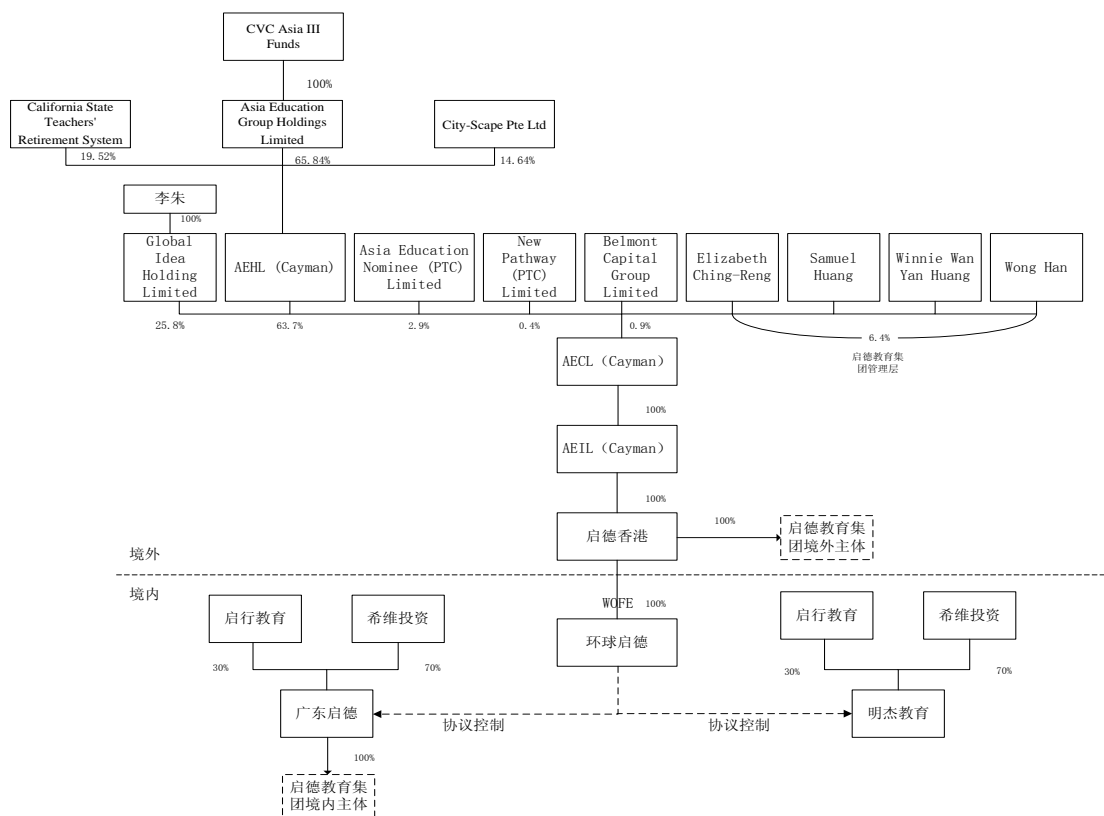 CVC Asia III
Funds
100%
California State
Teachers'
Retirement System
Asia Education
Group Holdings
Limited
City-Scape Pte Ltd
19.52%
65.84%
14.64%
李朱
100%
Global
Idea
Holding
Limited
AEHL (Cayman)
Asia Education
Nominee (PTC)
Limited
New
Pathway
(PTC)
Limited
Belmont
Capital
Group
Limited
Elizabeth
Ching-Reng
Samuel
Huang
Winnie Wan
Yan Huang
Wong Han
25.8%
63.7%
2.9%
0.4%
0.9%
6.4%
启德教育集
团管理层
AECL（Cayman）
100%
AEIL（Cayman）
100%
启德香港
100%
启德教育集
团境外主体
境外
境内
WOFE 100%
启行教育
希维投资
环球启德
启行教育
希维投资
30%
70%
30%
70%
广东启德
协议控制
协议控制
明杰教育
100%
启德教育集
团境内主体